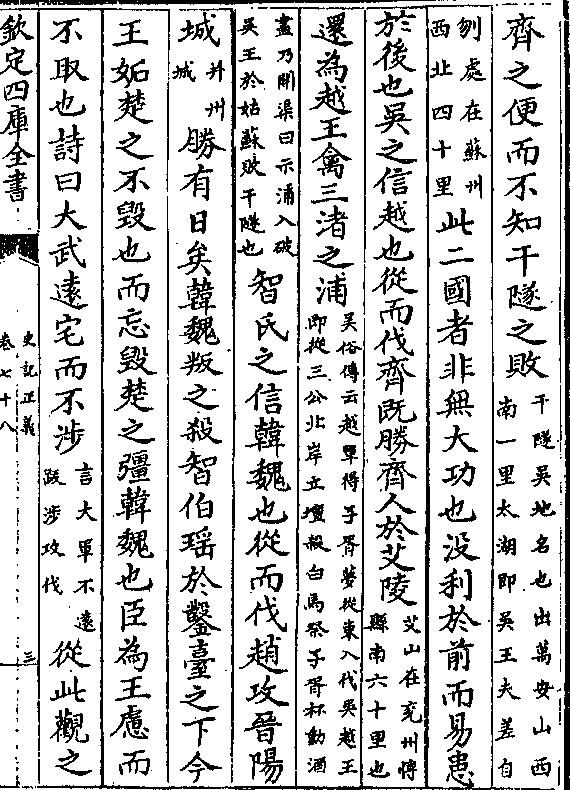 齊之便而不知干隧之敗干隧吳地名也出萬安山西南一里太湖即吳王夫差自
刎處在蘇州西北四十里此二國者非無大功也没利於前而易患
於後也吳之信越也從而伐齊既勝齊人於艾陵艾山在兖州愽縣南六十里也
還為越王禽三渚之浦吳俗傳云越軍得子胥夢從東入伐吳越王即從三公北岸立壇殺白馬祭子胥杯動酒
盡乃開渠曰示浦入破吳王於姑蘇敗干隧也智氏之信韓魏也從而伐趙攻晉陽
城并州城勝有日矣韓魏叛之殺智伯瑶於鑿臺之下今
王妬楚之不毁也而忘毁楚之彊韓魏也臣為王慮而
不取也詩曰大武遠宅而不涉言大軍不遠跋涉攻伐從此觀之
欽定四庫全書
史記正義
卷七十八
三